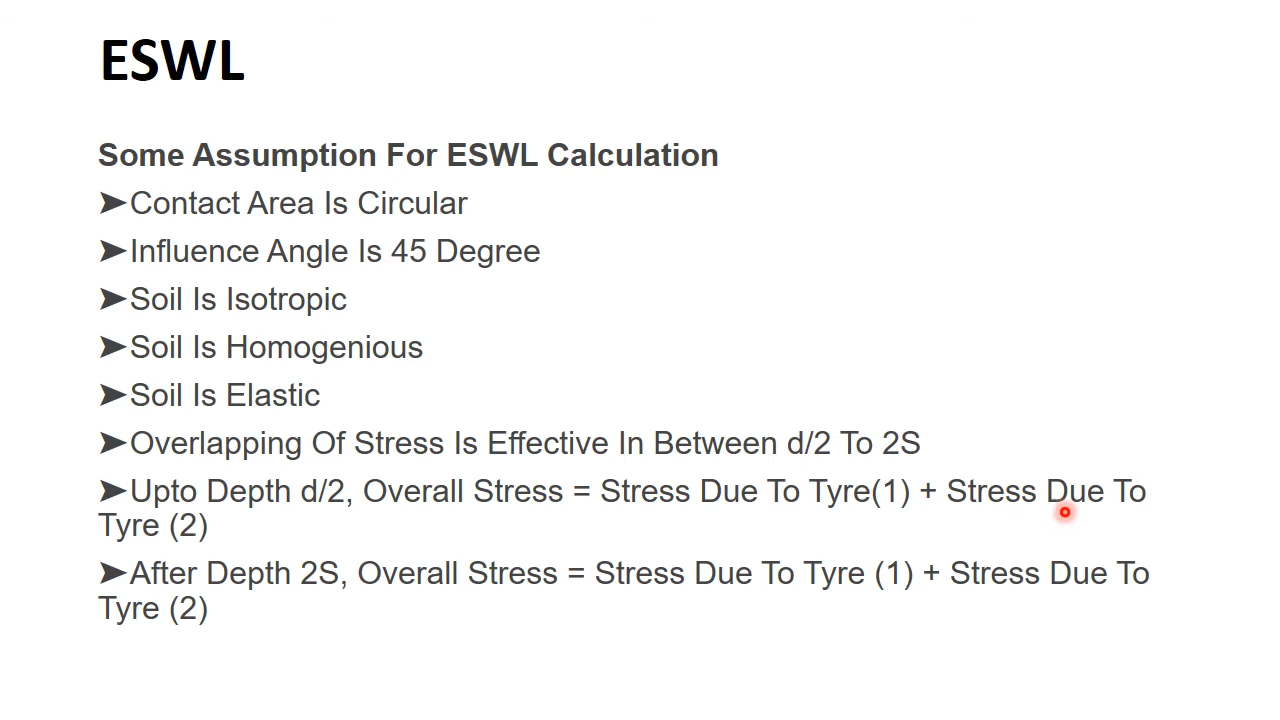 ESWL
Some Assumption For ESWL Calculation
➤Contact Area Is Circular
➤Influence Angle Is 45 Degree
➤Soil Is Isotropic
➤Soil Is Homogenious
➤Soil Is Elastic
➤Overlapping Of Stress Is Effective In Between d/2 To 2S
➤Upto Depth d/2, Overall Stress = Stress Due To Tyre(1) + Stress Due To
Tyre (2)
➤After Depth 2S, Overall Stress = Stress Due To Tyre (1) + Stress Due To
Tyre (2)